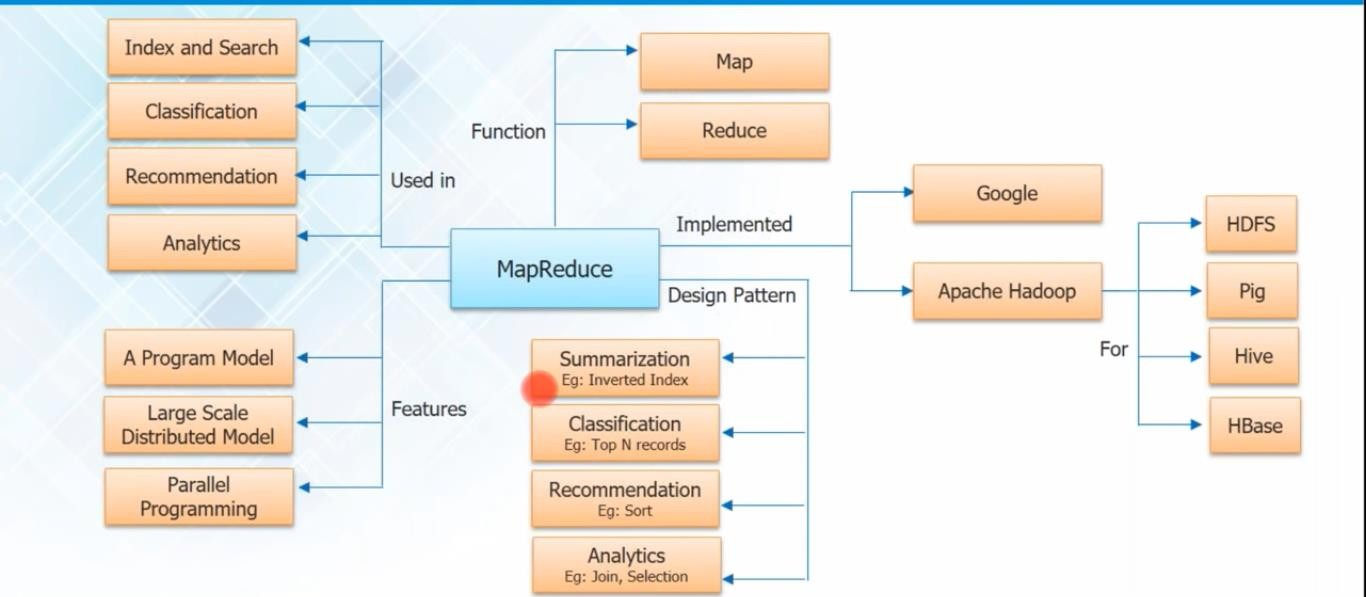 Index and Search
Classification
Recommendation
Analytics
Used in
Function
Map
Reduce
MapReduce
Implemented
Google
Apache Hadoop
For
HDFS
Pig
Hive
HBase
Features
A Program Model
Large Scale
Distributed Model
Parallel
Programming
Design Pattern
Summarization
Eg: Inverted Index
Classification
Eg: Top N records
Recommendation
Eg: Sort
Analytics
Eg: Join, Selection